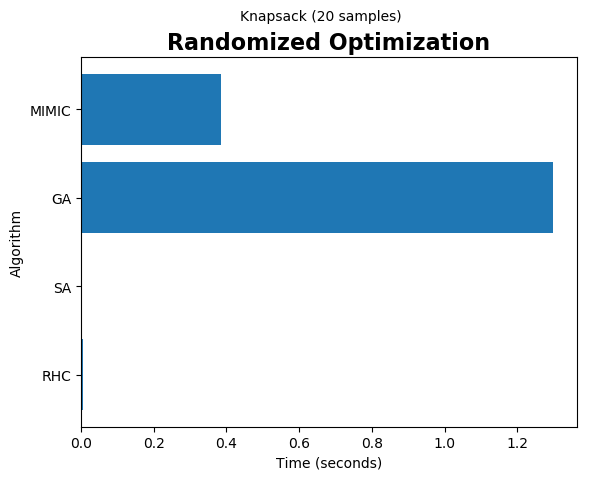 Knapsack (20 samples)
Randomized Optimization
MIMIC
GA
SA
RHC
Algorithm
0.0 0.2 0.4 0.6 0.8 1.0 1.2
Time (seconds)